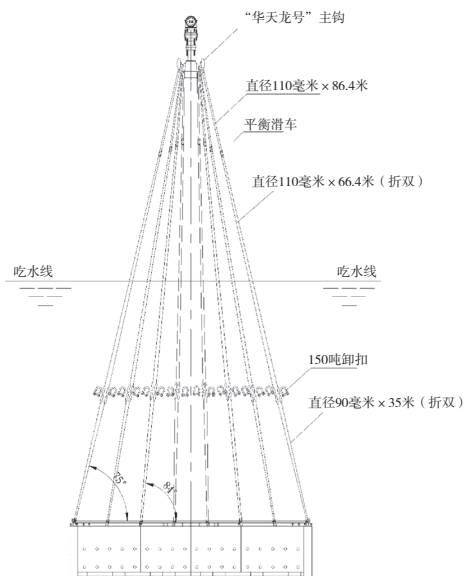 “华天龙号”主钩
直径110毫米×86.4米
平衡滑车
直径110毫米×66.4米（折双）
吃水线
吃水线
150吨卸扣
直径90毫米×35米（折双）
75°
84°